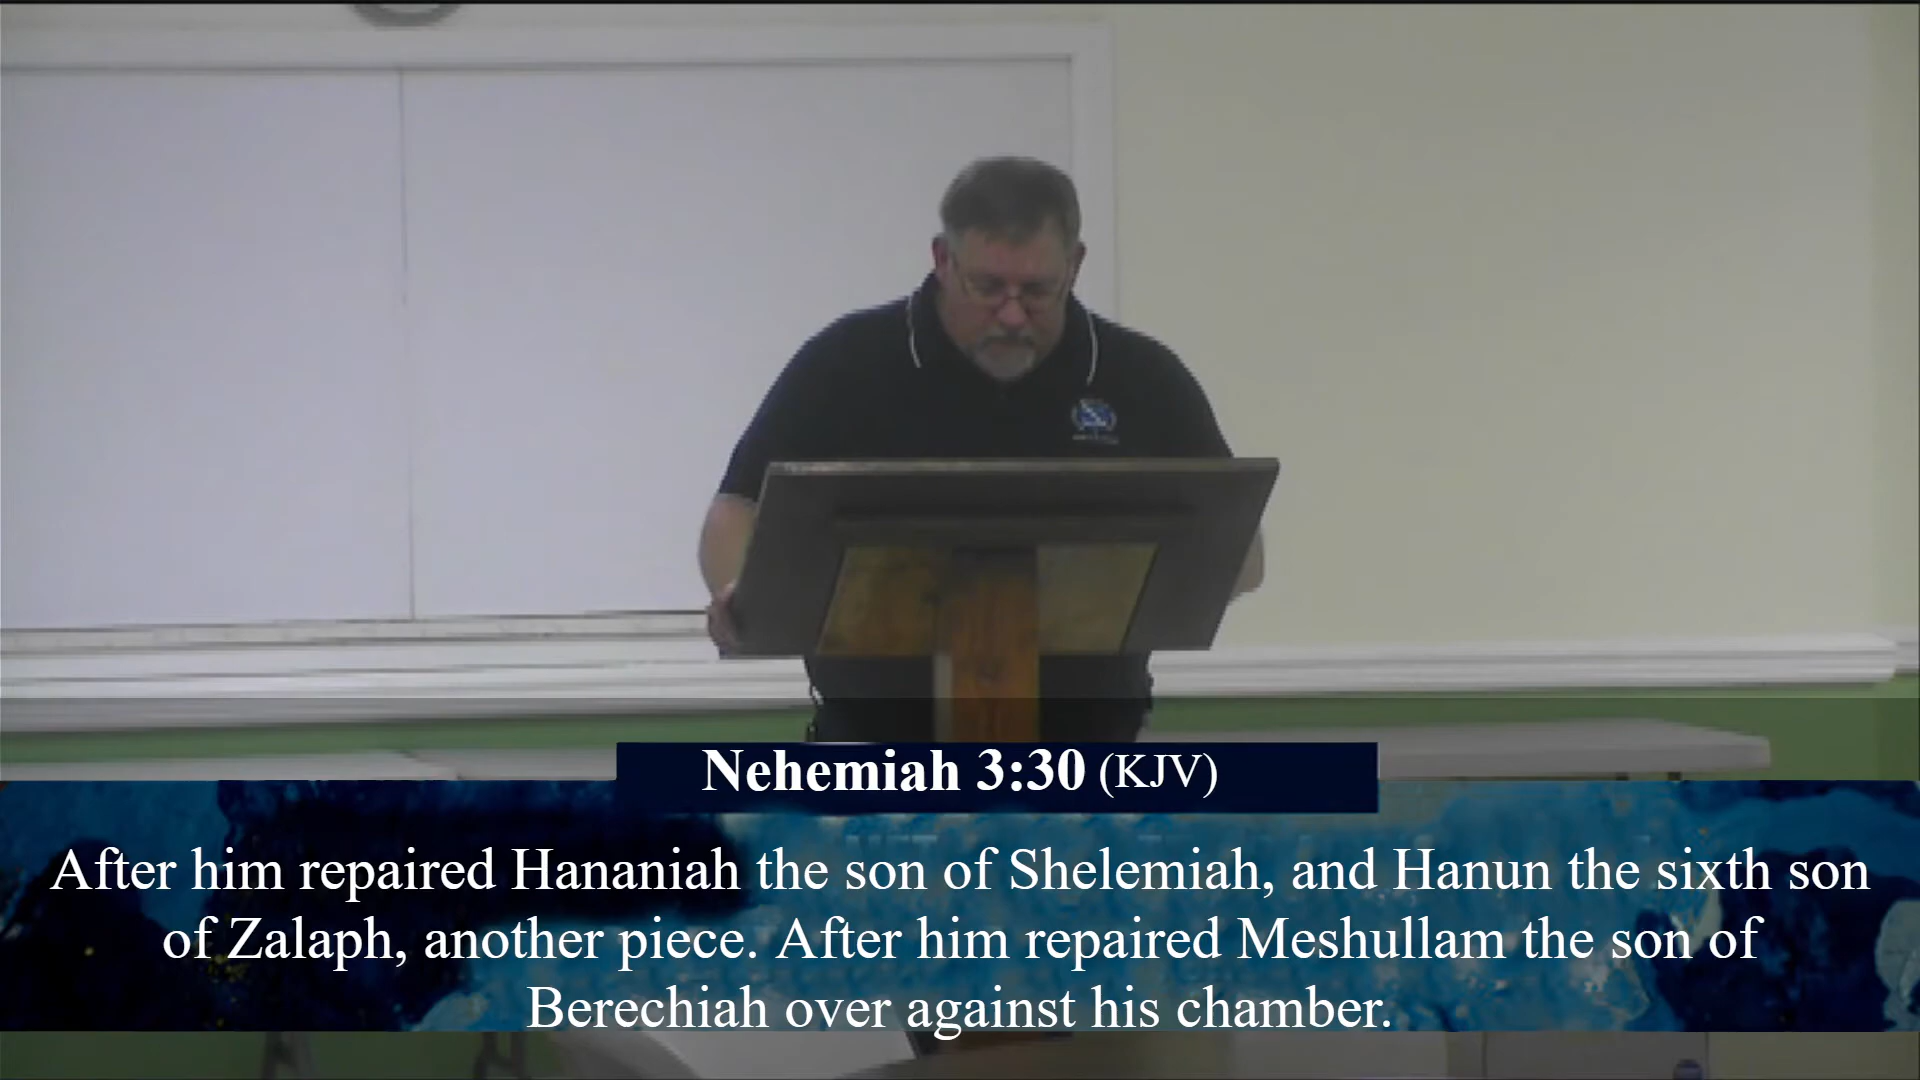 Nehemiah 3:30 (KJV)
After him repaired Hananiah the son of Shelemiah, and Hanun the sixth son
of Zalaph, another piece. After him repaired Meshullam the son of
Berechiah over against his chamber.